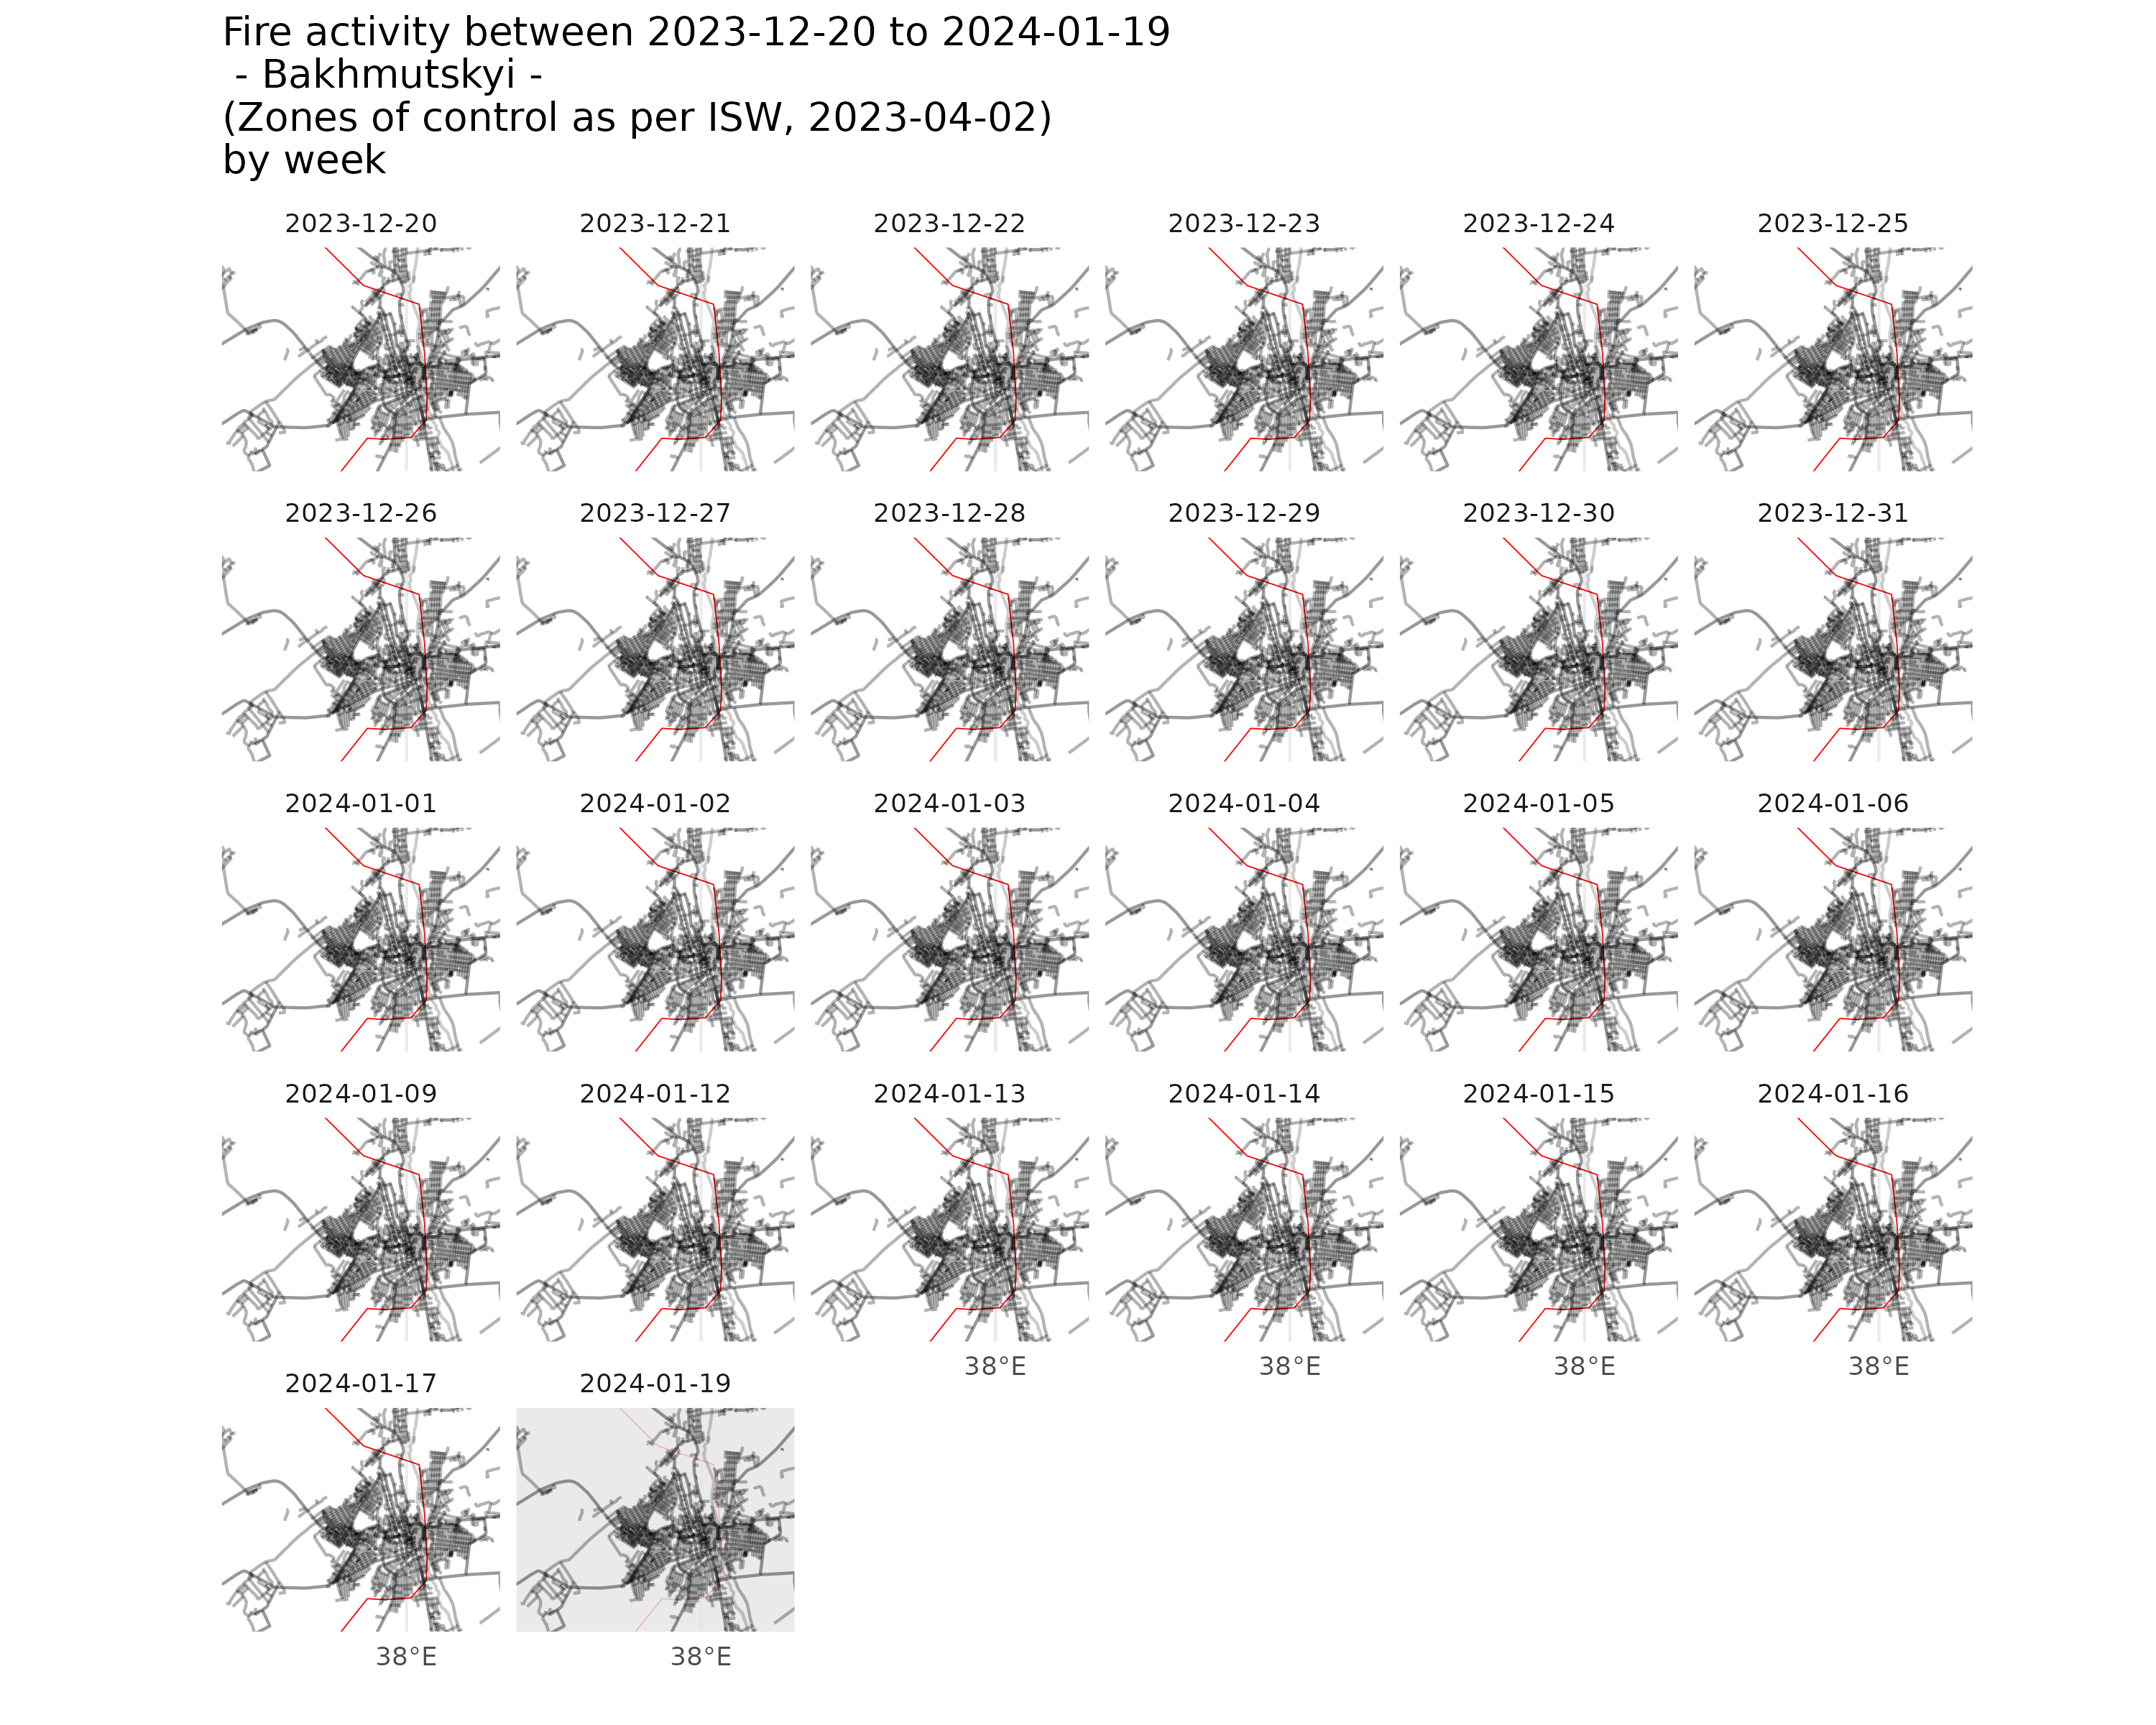 Fire activity between 2023-12-20 to 2024-01-19
- Bakhmutskyi -
(Zones of control as per ISW, 2023-04-02)
by week
2023-12-20 2023-12-21 2023-12-22 2023-12-23 2023-12-24 2023-12-25
2023-12-26 2023-12-27 2023-12-28 2023-12-29 2023-12-30 2023-12-31
2024-01-01 2024-01-02 2024-01-03 2024-01-04 2024-01-05 2024-01-06
2024-01-09 2024-01-12 2024-01-13 2024-01-14 2024-01-15 2024-01-16
38°E 38°E 38°E 38°E
2024-01-17 2024-01-19
38°E 38°E